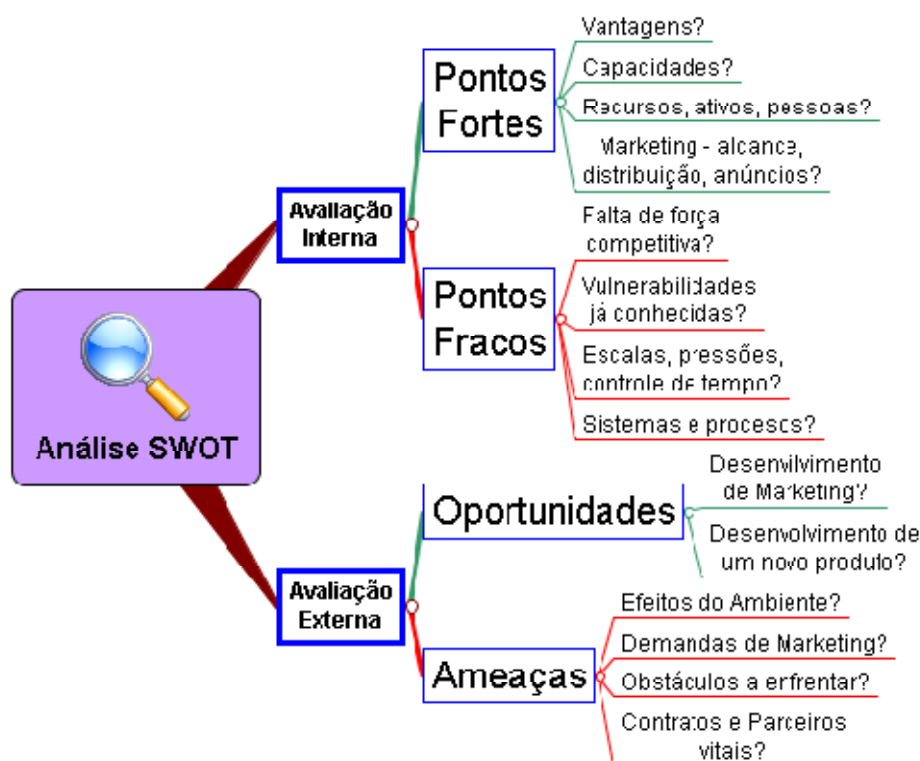 Análise SWOT
Avaliação
Interna
Pontos
Fortes
Vantagens?
Capacidades?
Recursos, ativos, pessoas?
Marketing - alcance,
distribuição, anúncios?
Pontos
Fracos
Falta de força
competitiva?
Vulnerabilidades
já conhecidas?
Escalas, pressões,
controle de tempo?
Sistemas e processos?
Avaliação
Externa
Oportunidades
Desenvilvimento
de Marketing?
Desenvolvimento de
um novo produto?
Ameaças
Efeitos do Ambiente?
Demandas de Marketing?
Obstáculos a enfrentar?
Contratos e Parceiros
vitais?